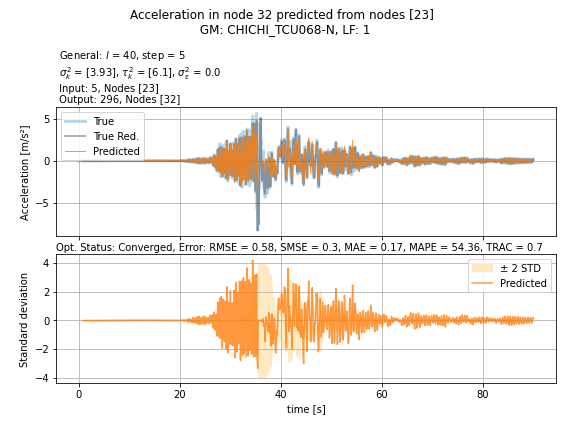 Acceleration in node 32 predicted from nodes [23]
GM: CHICHI_TCU068-N, LF: 1
General: l = 40, step = 5
σ²ₖ = [3.93], τ²ₖ = [6.1], σ²ε = 0.0
Input: 5, Nodes [23]
Output: 296, Nodes [32]
True
True Red.
Predicted
Acceleration [m/s²]
5
0
−5
Opt. Status: Converged, Error: RMSE = 0.58, SMSE = 0.3, MAE = 0.17, MAPE = 54.36, TRAC = 0.7
± 2 STD
Predicted
Standard deviation
4
2
0
−2
−4
0 20 40 60 80
time [s]